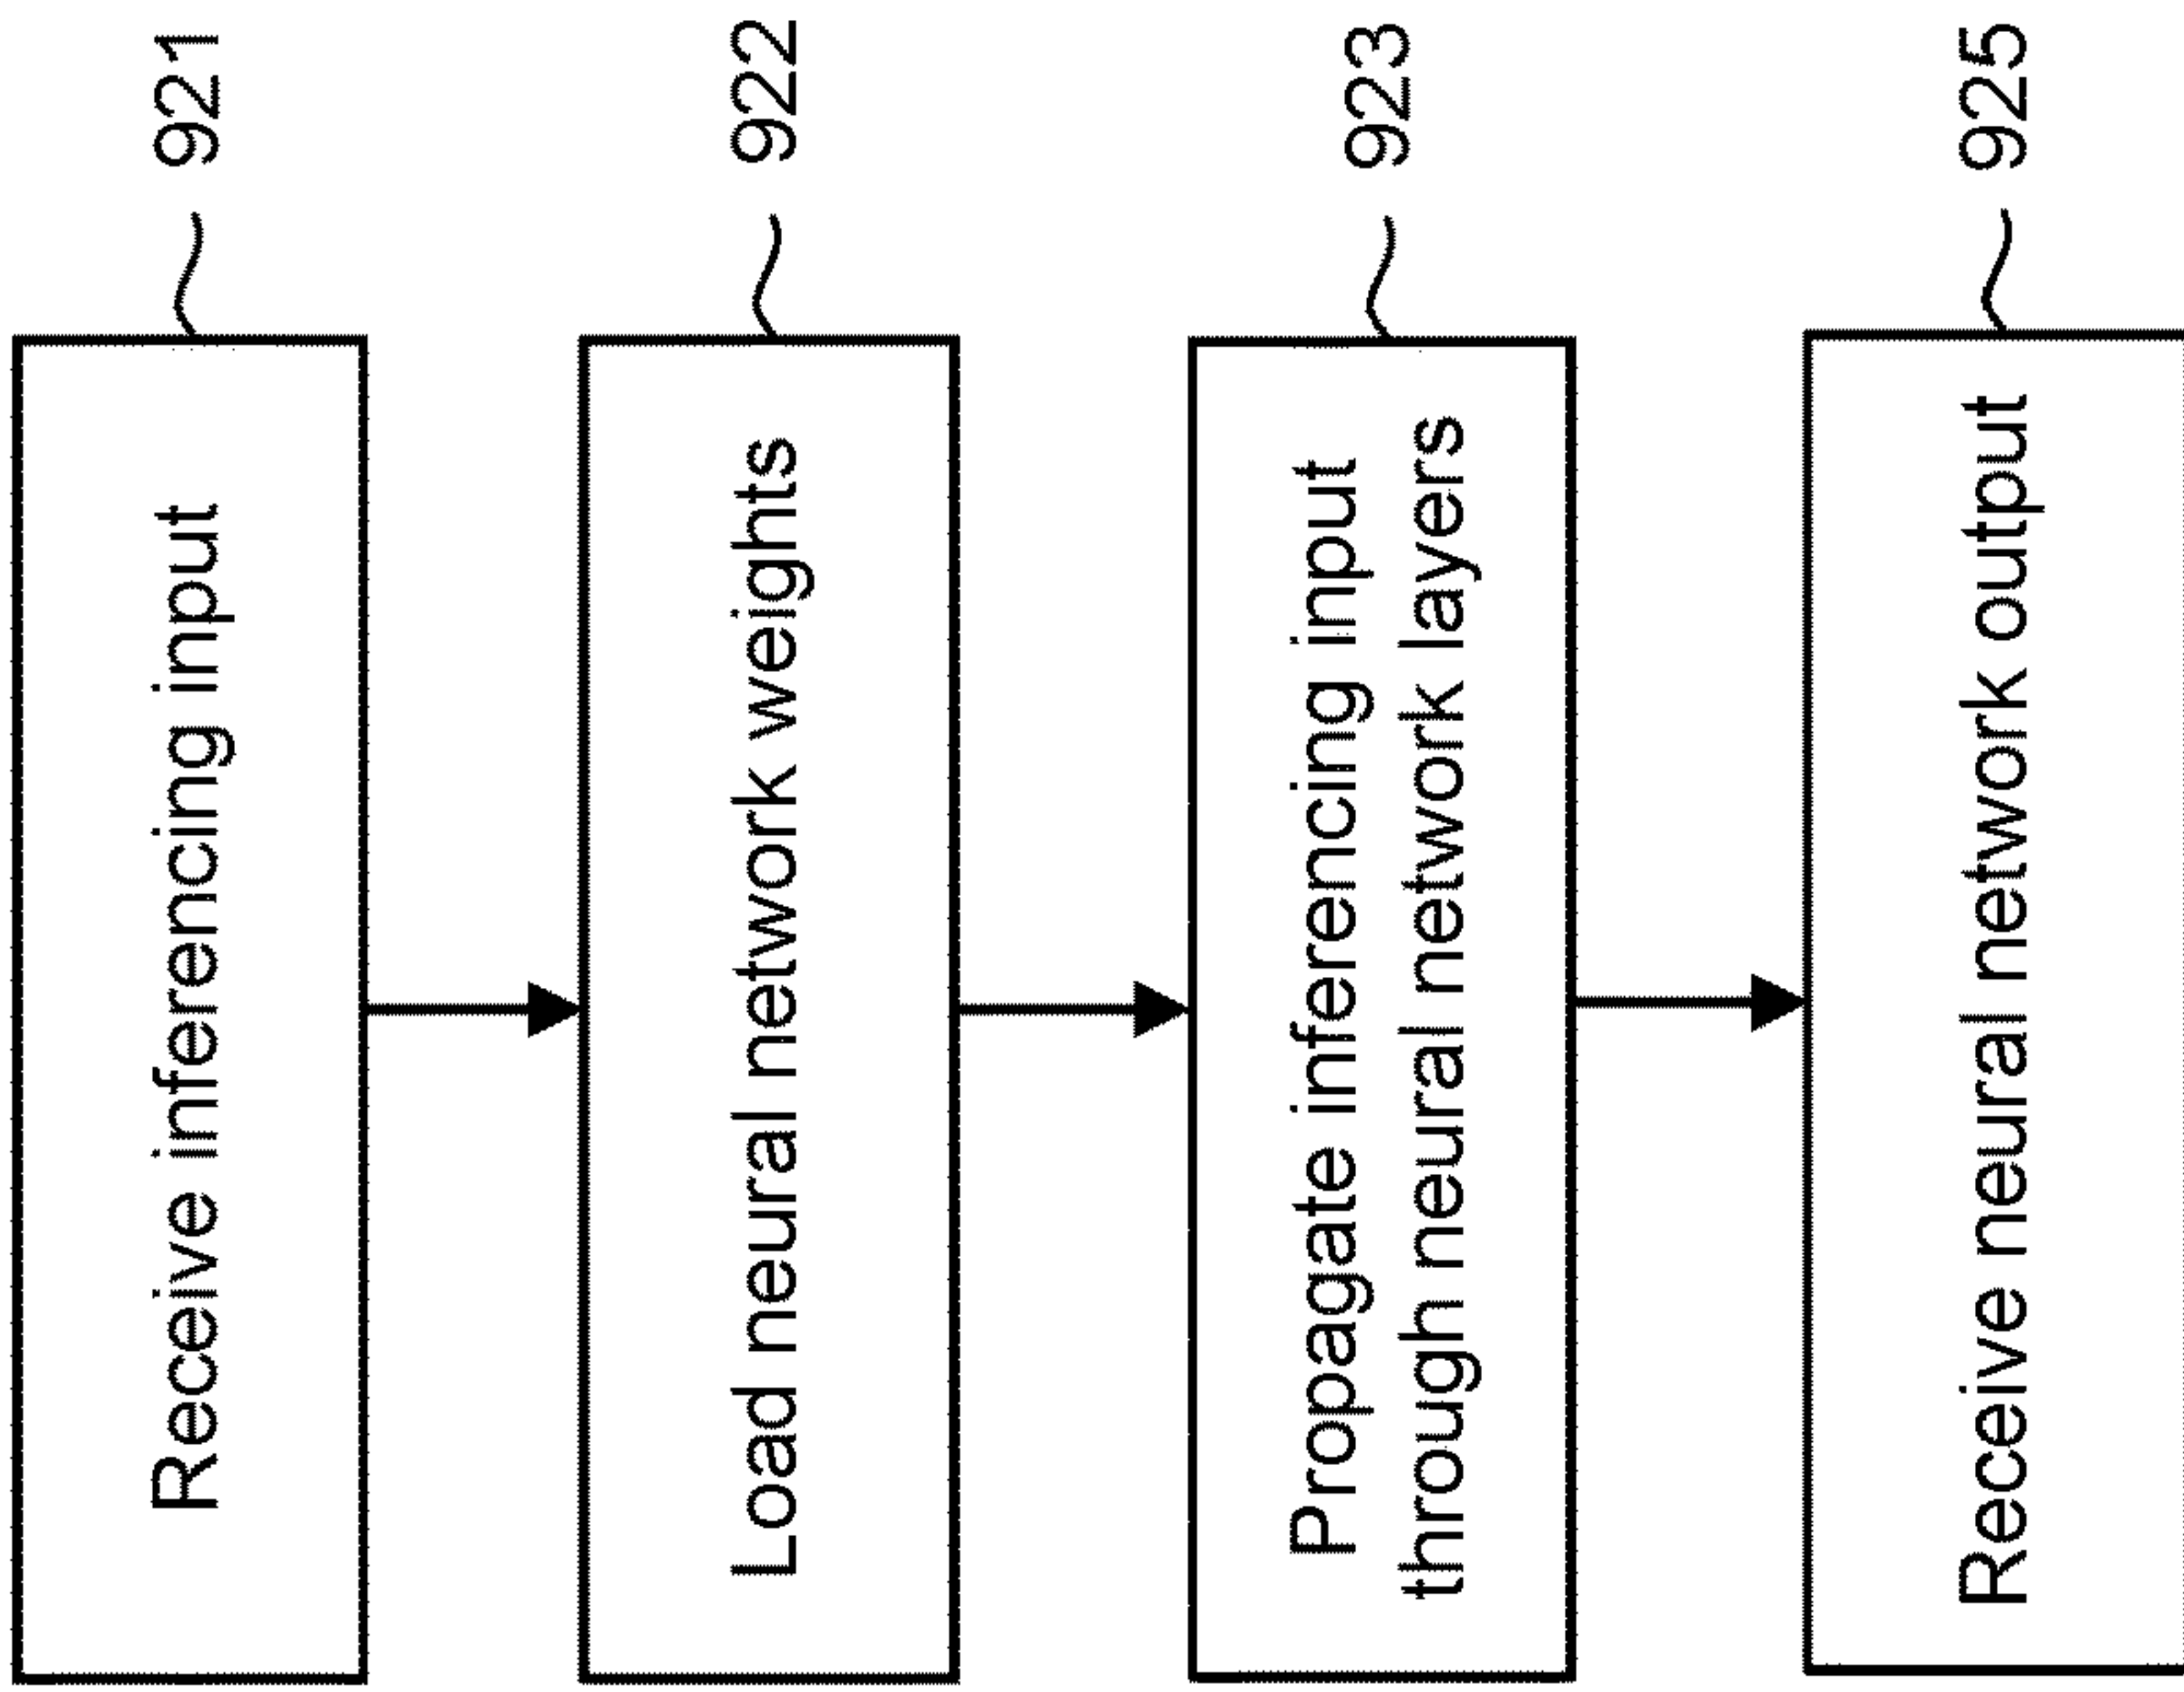 Receive inferencing input
921
Load neural network weights
922
Propagate inferencing input
through neural network layers
923
Receive neural network output
925